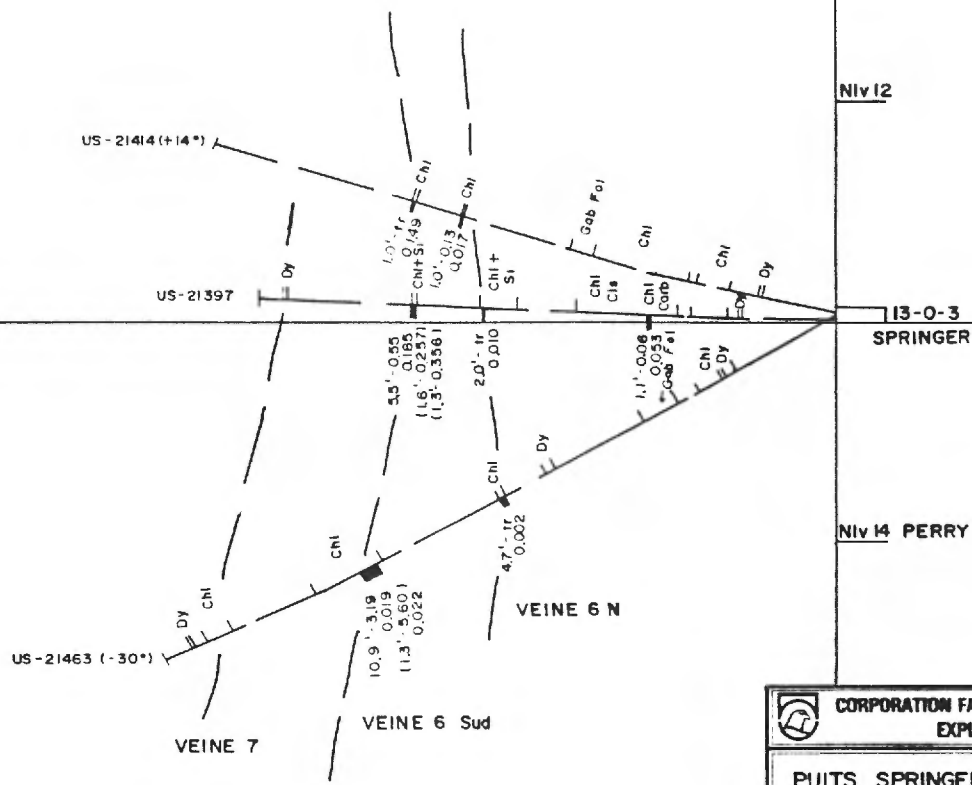 Niv 12
US-21414 (+14°)
Chl
Chl
Gab Fol
Chl
Chl
Dy
1.0'-tr
0.149
1.0'-0.13
0.017
Dy
US-21397
Chl+Si
Chl +
Si
Chl
Cis
Chl
Carb
Dy
13-0-3
SPRINGER
5.5'-0.55
0.185
(1.6'-0.257)
(1.3'-0.356)
2.0'-tr
0.010
1.1'-0.06
0.053
Gab Fol
Chl
Dy
Dy
Chl
4.7'-tr
0.002
Niv 14 PERRY
Chl
Dy
Chl
US-21463 (-30°)
10.9'-3.19
0.019
(1.3'-5.60)
0.022
VEINE 6 N
VEINE 6 Sud
VEINE 7
CORPORATION FA
EXPL
PUITS SPRINGER